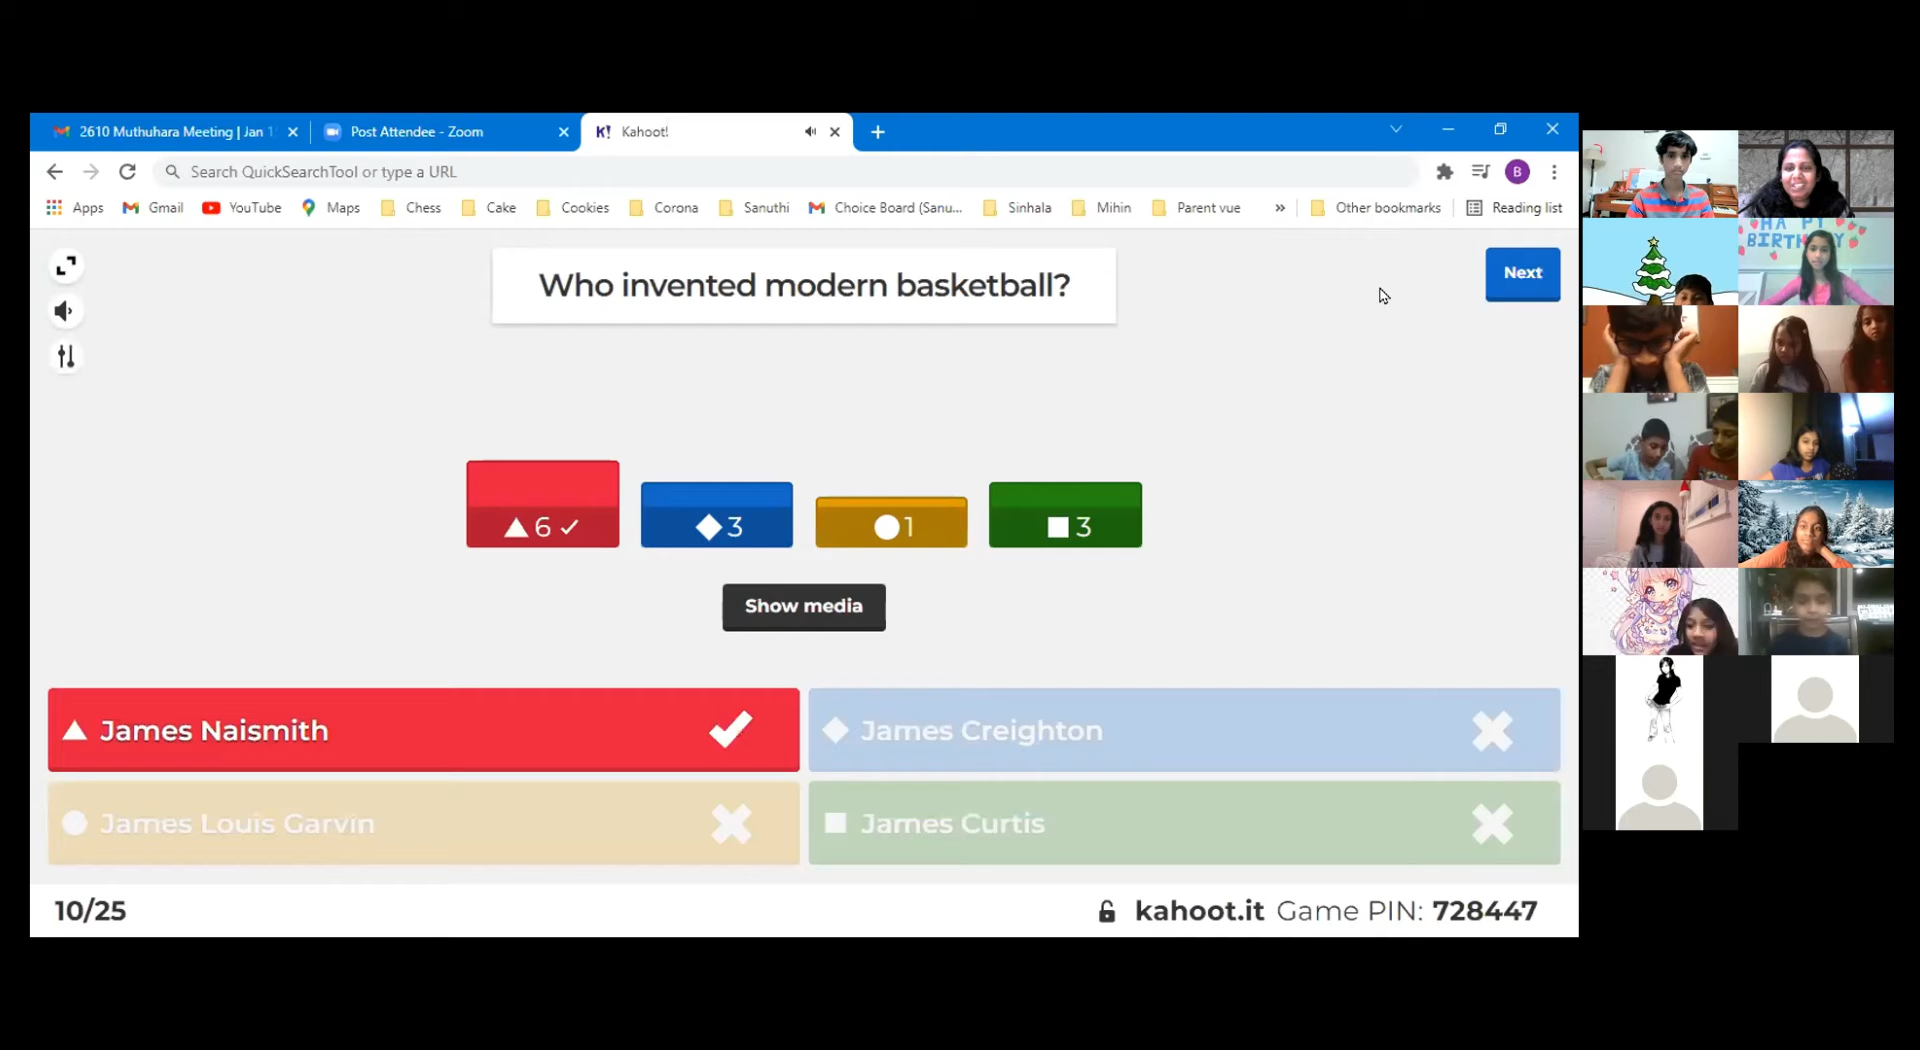 2610 Muthuhara Meeting | Jan 1
Post Attendee - Zoom
K! Kahoot!
Search QuickSearchTool or type a URL
B
Apps Gmail YouTube Maps Chess Cake Cookies Corona Sanuthi Choice Board (Sanu... Sinhala Mihin Parent vue » Other bookmarks Reading list
Who invented modern basketball?
Next
HAPPY
BIRTHDAY
6 3 1 3
Show media
James Naismith
James Creighton
James Louis Garvin
James Curtis
10/25
kahoot.it Game PIN: 728447